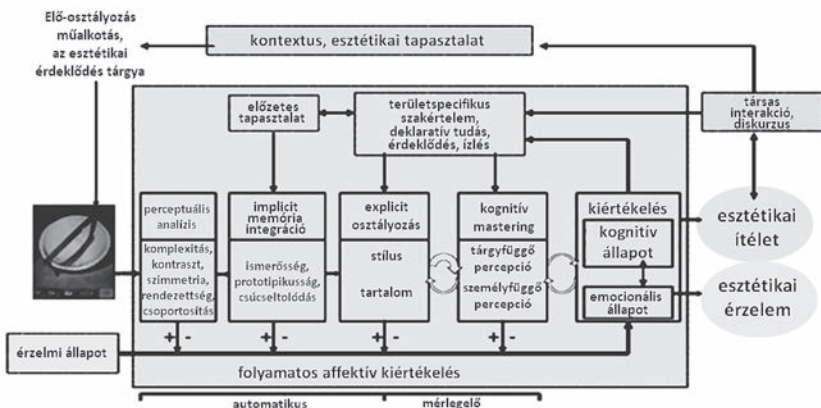 Elő-osztályozás
műalkotás,
az esztétikai
érdeklődés tárgya
kontextus, esztétikai tapasztalat
előzetes
tapasztalat
területspecifikus
szakértelem,
deklaratív tudás,
érdeklődés, ízlés
társas
interakció,
diskurzus
perceptuális
analízis
komplexitás,
kontraszt,
szímmetria,
rendezettség,
csoportosítás
implicit
memória
integráció
ismerősség,
prototipikusság,
csúcseltolódás
explicit
osztályozás
stílus
tartalom
kognitív
mastering
tárgyfüggő
percepció
személyfüggő
percepció
kiértékelés
kognitív
állapot
emocionális
állapot
esztétikai
ítélet
esztétikai
érzelem
+ -
+ -
+ -
+ -
érzelmi állapot
folyamatos affektív kiértékelés
automatikus
mérlegelő